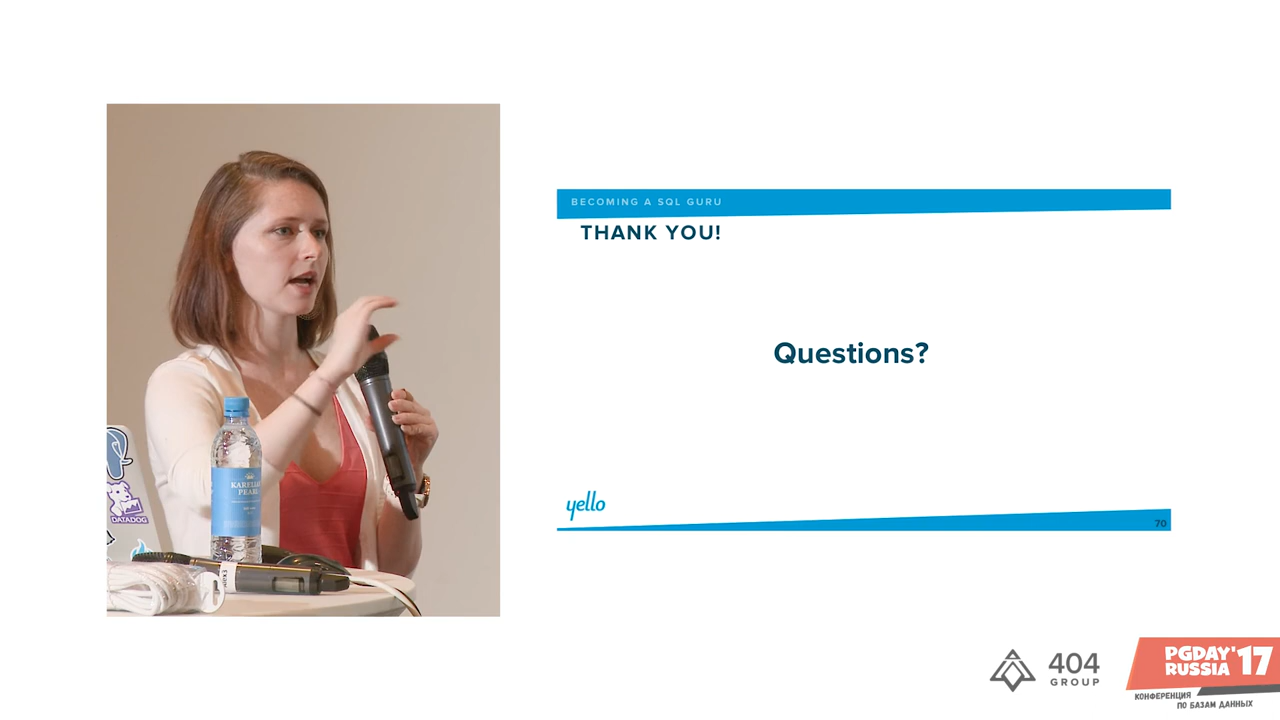 BECOMING A SQL GURU
THANK YOU!
Questions?
yello
70
DATADOG
KARELIA
PEARL
404
GROUP
PGDAY'17
RUSSIA
КОНФЕРЕНЦИЯ
ПО БАЗАМ ДАННЫХ